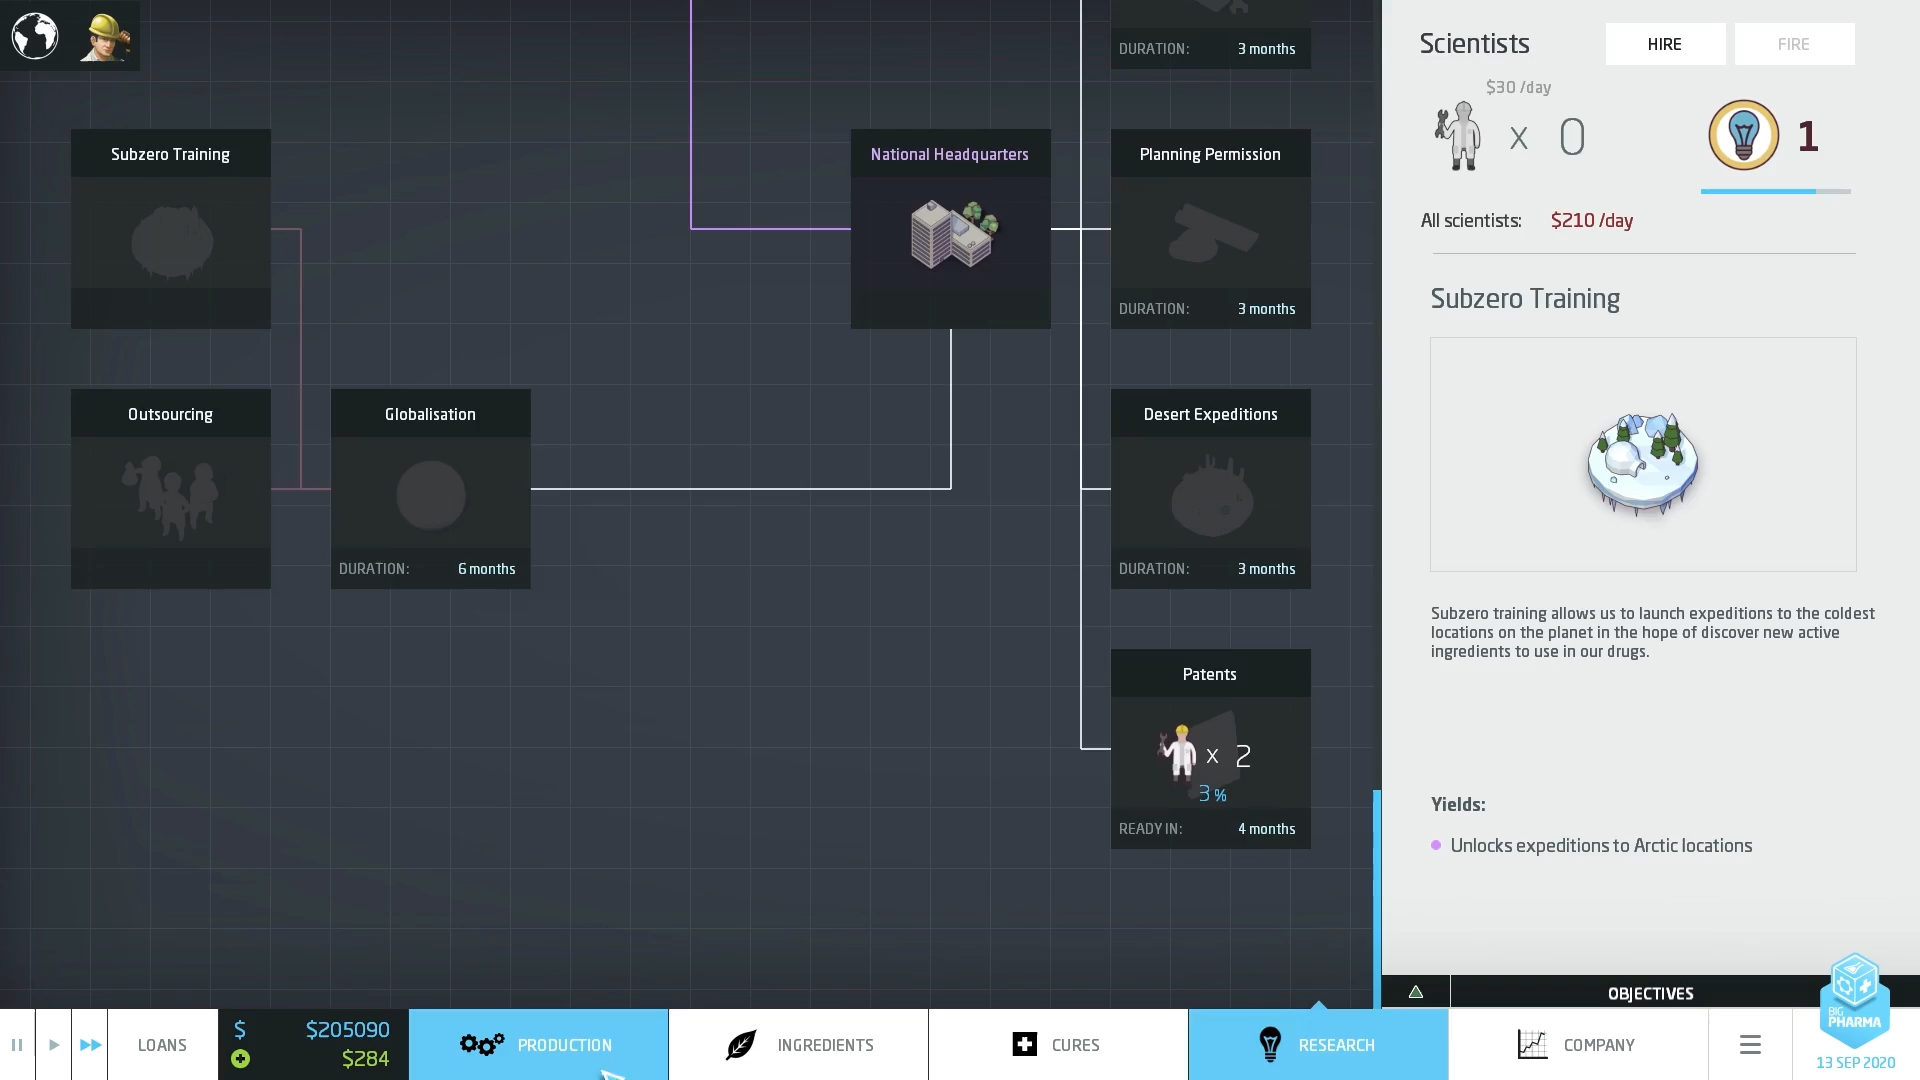 DURATION: 3 months
Subzero Training
National Headquarters
Planning Permission
DURATION: 3 months
Outsourcing
Globalisation
DURATION: 6 months
Desert Expeditions
DURATION: 3 months
Patents
x 2
3 %
READY IN: 4 months
Scientists
HIRE
FIRE
$30 /day
x 0
1
All scientists: $210 /day
Subzero Training
Subzero training allows us to launch expeditions to the coldest
locations on the planet in the hope of discover new active
ingredients to use in our drugs.
Yields:
Unlocks expeditions to Arctic locations
OBJECTIVES
BIG
PHARMA
13 SEP 2020
LOANS
$ $205090
$284
PRODUCTION
INGREDIENTS
CURES
RESEARCH
COMPANY